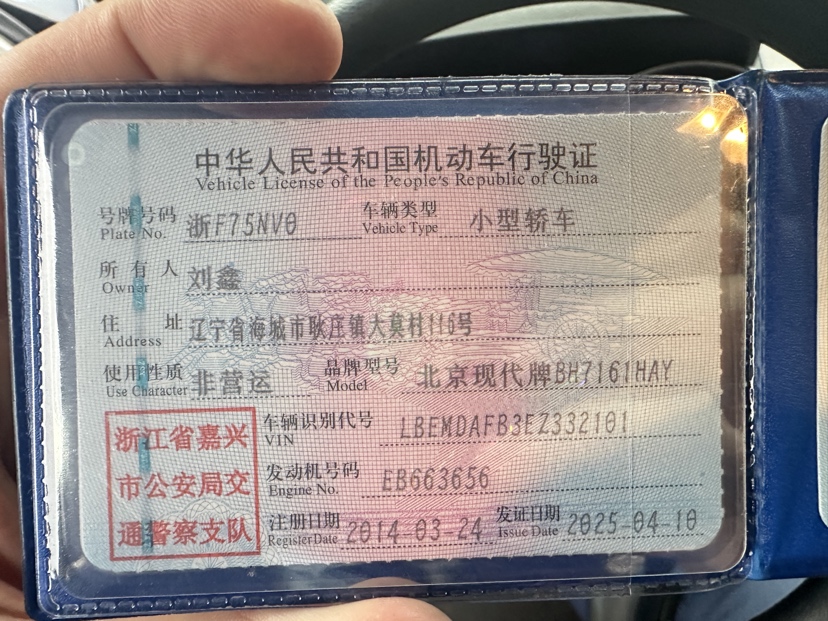 中华人民共和国机动车行驶证
Vehicle License of the People's Republic of China
号牌号码 浙F75NV0 车辆类型 小型轿车
Plate No. Vehicle Type
所有人 刘鑫
Owner
住址 辽宁省海城市耿庄镇大莫村116号
Address
使用性质 非营运 品牌型号 北京现代牌BH7161HAY
Use Character Model
浙江省嘉兴
市公安局交
通警察支队
车辆识别代号 LBEMDAFB3EZ332101
VIN
发动机号码 EB663656
Engine No.
注册日期 2014-03-24 发证日期 2025-04-10
Register Date Issue Date